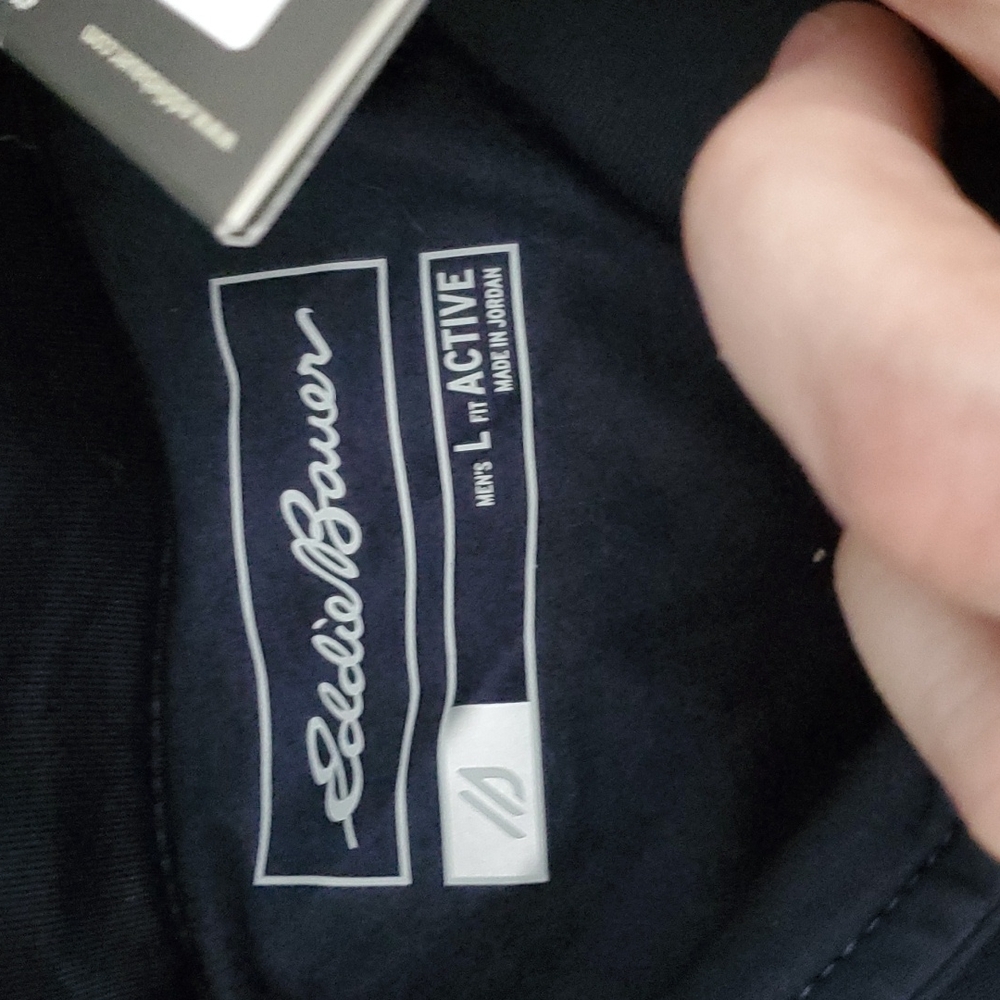 Eddie Bauer
MEN'S L FIT ACTIVE
MADE IN JORDAN